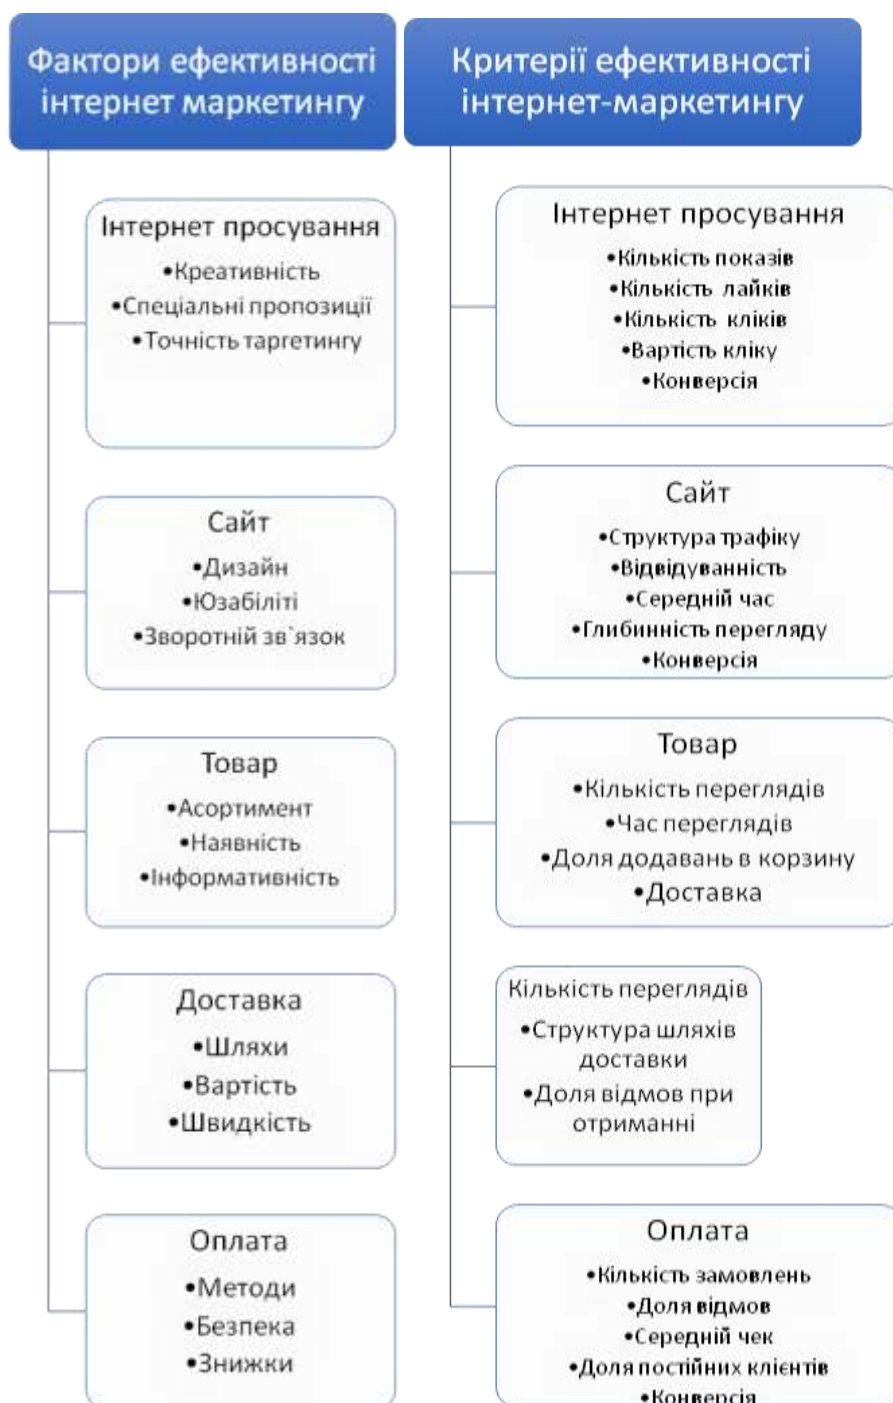 Фактори ефективності
інтернет маркетингу
Інтернет просування
•Креативність
•Спеціальні пропозиції
•Точність таргетингу
Сайт
•Дизайн
•Юзабіліті
•Зворотній зв`язок
Товар
•Асортимент
•Наявність
•Інформативність
Доставка
•Шляхи
•Вартість
•Швидкість
Оплата
•Методи
•Безпека
•Знижки
Критерії ефективності
інтернет-маркетингу
Інтернет просування
•Кількість показів
•Кількість лайків
•Кількість кліків
•Вартість кліку
•Конверсія
Сайт
•Структура трафіку
•Відвідуванність
•Середній час
•Глибинність перегляду
•Конверсія
Товар
•Кількість переглядів
•Час переглядів
•Доля додавань в корзину
•Доставка
Кількість переглядів
•Структура шляхів
доставки
•Доля відмов при
отриманні
Оплата
•Кількість замовлень
•Доля відмов
•Середній чек
•Доля постійних клієнтів
•Конверсія